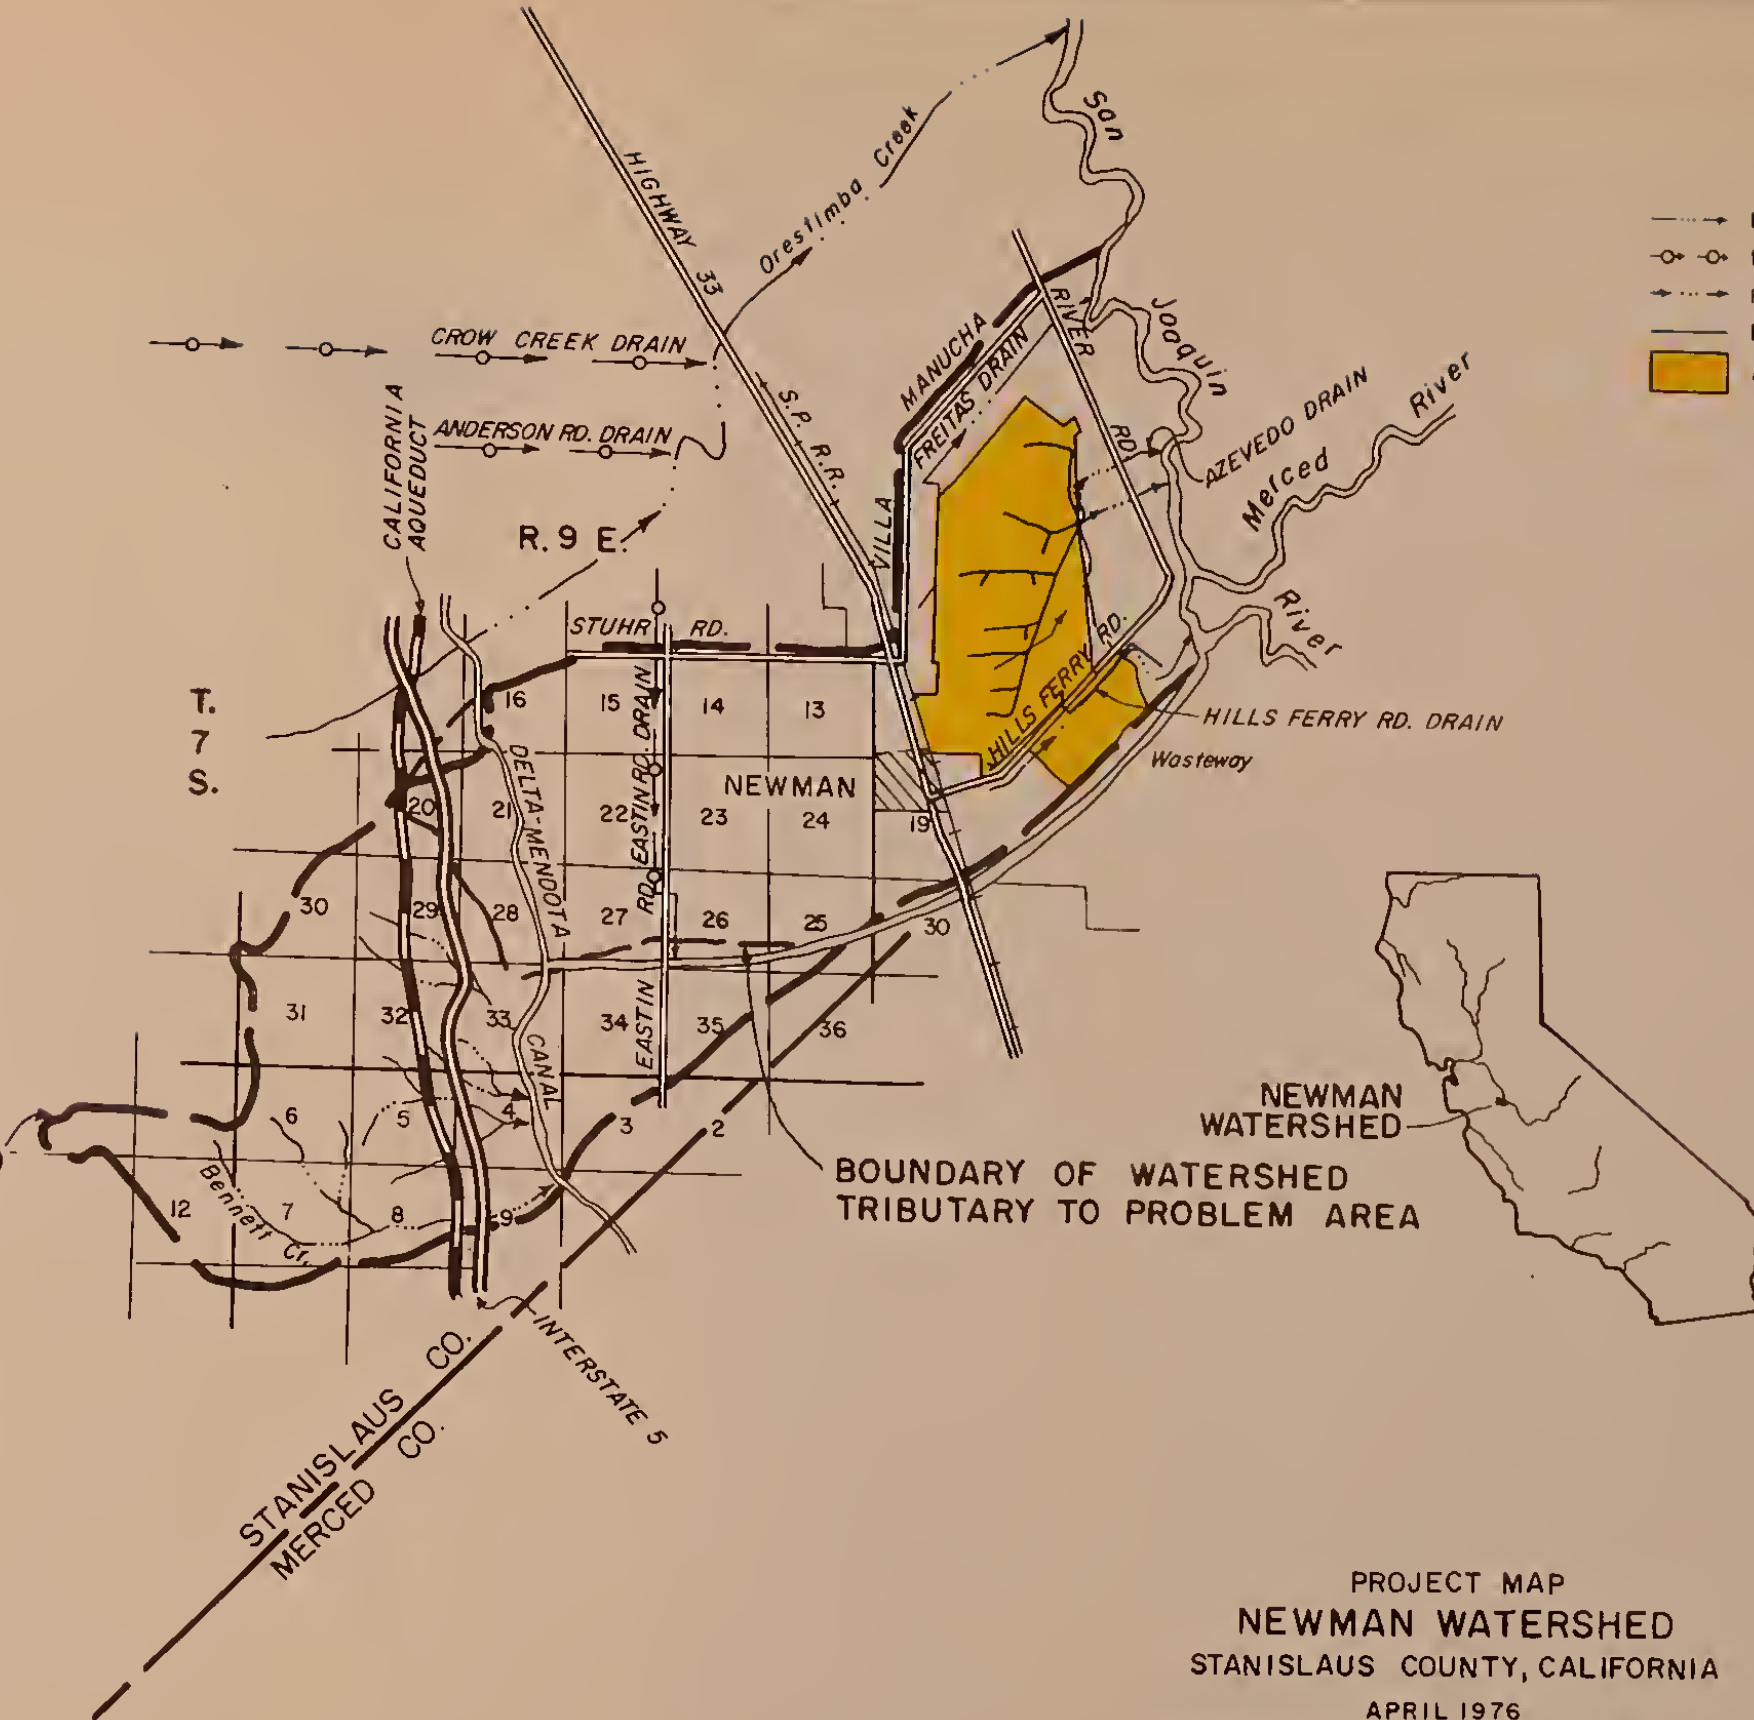 San
Joaquin
River
Merced
River
HIGHWAY 33
Orestimba Creek
CROW CREEK DRAIN
ANDERSON RD. DRAIN
CALIFORNIA
AQUEDUCT
S.P. R.R.
VILLA MANUCHA
FREITAS DRAIN
RIVER RD.
AZEVEDO DRAIN
R. 9 E.
STUHR RD.
T.
7
S.
16
15
14
13
EASTIN RD. DRAIN
DELTA-MENDOTA CANAL
HILLS FERRY RD.
HILLS FERRY RD. DRAIN
Wasteway
NEWMAN
20
21
22
23
24
19
30
29
28
27
26
25
30
EASTIN RD.
31
32
33
34
35
36
6
5
4
3
2
12
7
8
9
Bennett Cr.
BOUNDARY OF WATERSHED
TRIBUTARY TO PROBLEM AREA
NEWMAN
WATERSHED
INTERSTATE 5
STANISLAUS CO.
MERCED CO.
PROJECT MAP
NEWMAN WATERSHED
STANISLAUS COUNTY, CALIFORNIA
APRIL 1976